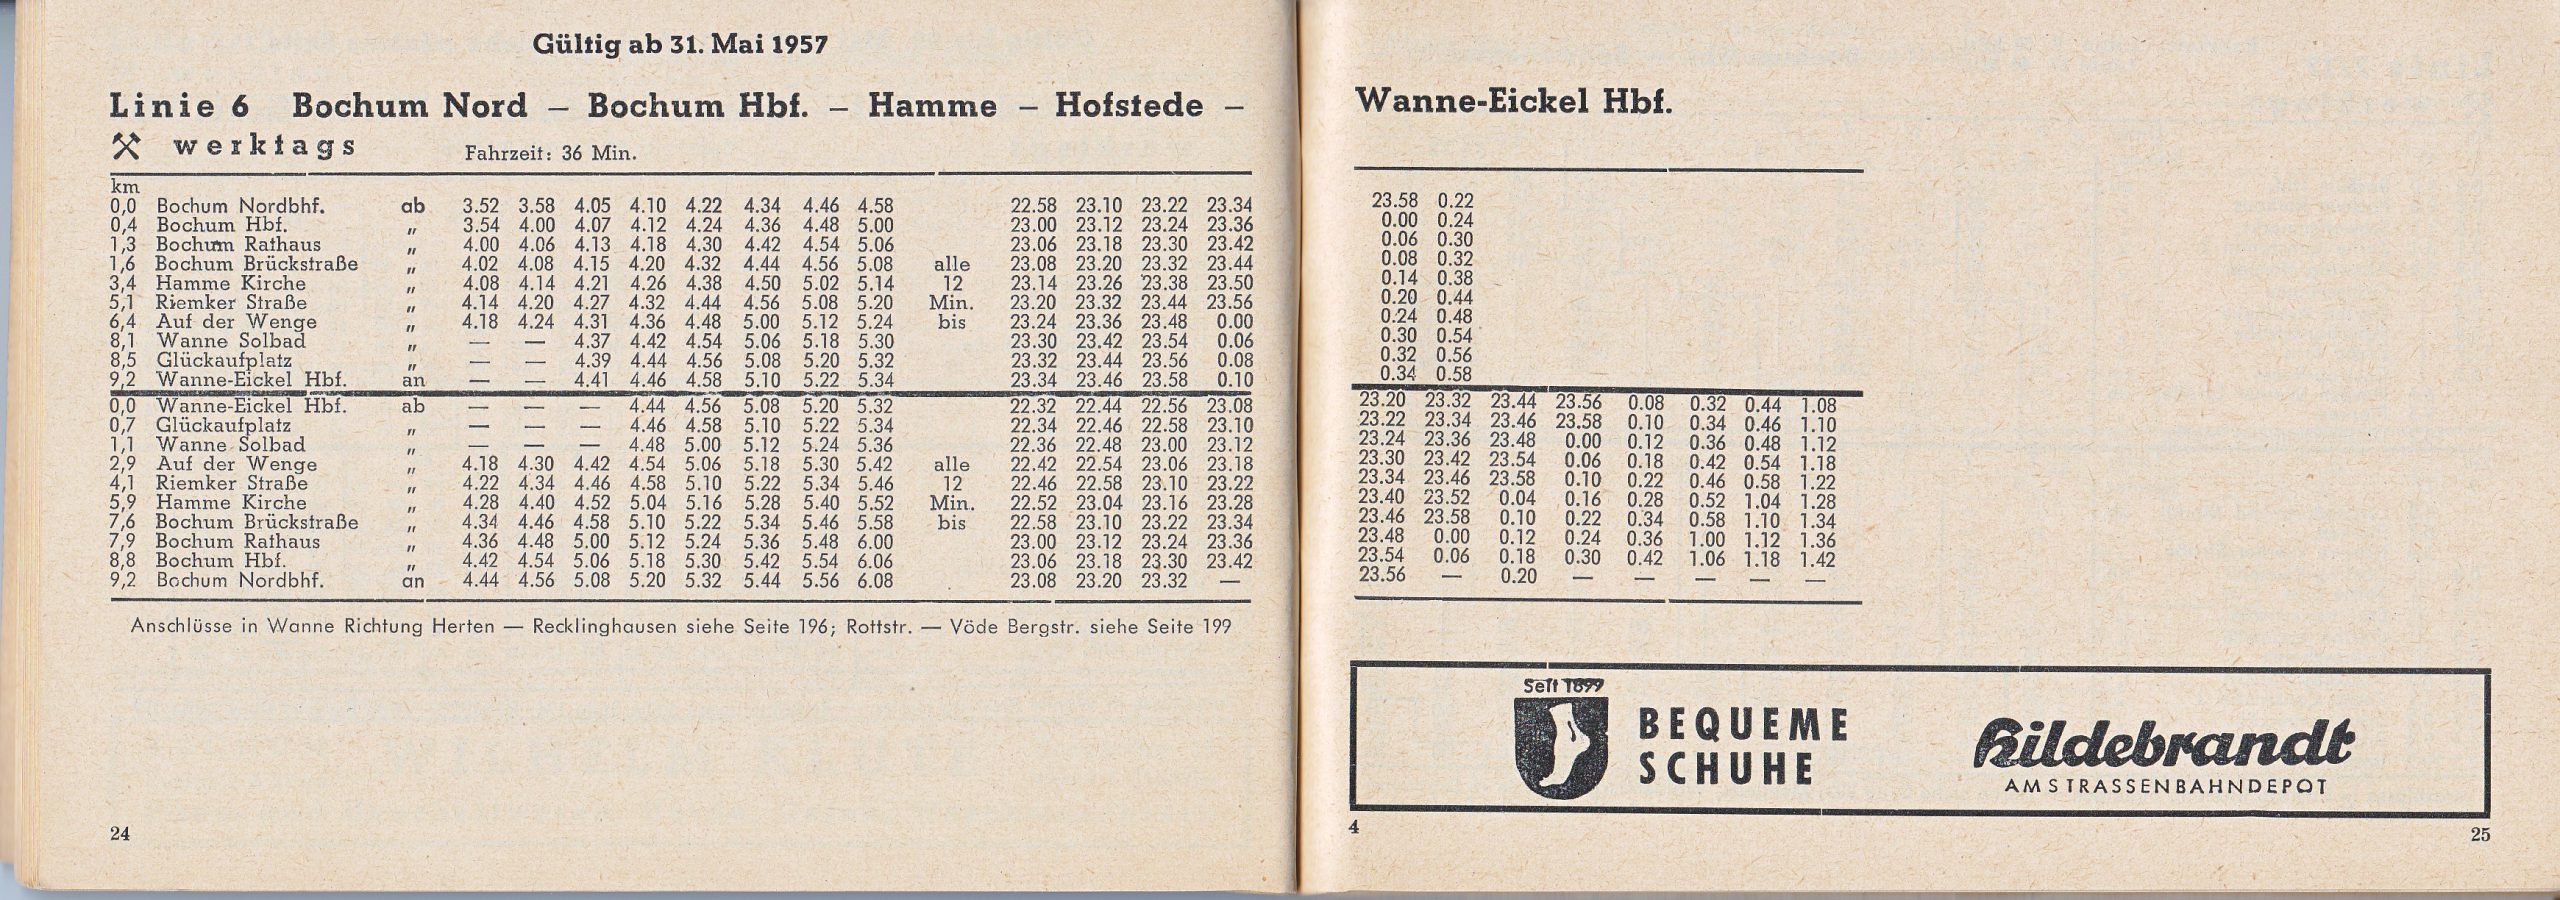 Gültig ab 31. Mai 1957
Linie 6 Bochum Nord – Bochum Hbf. – Hamme – Hofstede –
werktags Fahrzeit: 36 Min.
km
0,0 Bochum Nordbhf. ab 3.52 3.58 4.05 4.10 4.22 4.34 4.46 4.58 22.58 23.10 23.22 23.34
0,4 Bochum Hbf. „ 3.54 4.00 4.07 4.12 4.24 4.36 4.48 5.00 23.00 23.12 23.24 23.36
1,3 Bochum Rathaus „ 4.00 4.06 4.13 4.18 4.30 4.42 4.54 5.06 23.06 23.18 23.30 23.42
1,6 Bochum Brückstraße „ 4.02 4.08 4.15 4.20 4.32 4.44 4.56 5.08 alle 23.08 23.20 23.32 23.44
3,4 Hamme Kirche „ 4.08 4.14 4.21 4.26 4.38 4.50 5.02 5.14 12 23.14 23.26 23.38 23.50
5,1 Riemker Straße „ 4.14 4.20 4.27 4.32 4.44 4.56 5.08 5.20 Min. 23.20 23.32 23.44 23.56
6,4 Auf der Wenge „ 4.18 4.24 4.31 4.36 4.48 5.00 5.12 5.24 bis 23.24 23.36 23.48 0.00
8,1 Wanne Solbad „ — — 4.37 4.42 4.54 5.06 5.18 5.30 23.30 23.42 23.54 0.06
8,5 Glückaufplatz „ — — 4.39 4.44 4.56 5.08 5.20 5.32 23.32 23.44 23.56 0.08
9,2 Wanne-Eickel Hbf. an — — 4.41 4.46 4.58 5.10 5.22 5.34 23.34 23.46 23.58 0.10
0,0 Wanne-Eickel Hbf. ab — — — 4.44 4.56 5.08 5.20 5.32 22.32 22.44 22.56 23.08
0,7 Glückaufplatz „ — — — 4.46 4.58 5.10 5.22 5.34 22.34 22.46 22.58 23.10
1,1 Wanne Solbad „ — — — 4.48 5.00 5.12 5.24 5.36 22.36 22.48 23.00 23.12
2,9 Auf der Wenge „ 4.18 4.30 4.42 4.54 5.06 5.18 5.30 5.42 alle 22.42 22.54 23.06 23.18
4,1 Riemker Straße „ 4.22 4.34 4.46 4.58 5.10 5.22 5.34 5.46 12 22.46 22.58 23.10 23.22
5,9 Hamme Kirche „ 4.28 4.40 4.52 5.04 5.16 5.28 5.40 5.52 Min. 22.52 23.04 23.16 23.28
7,6 Bochum Brückstraße „ 4.34 4.46 4.58 5.10 5.22 5.34 5.46 5.58 bis 22.58 23.10 23.22 23.34
7,9 Bochum Rathaus „ 4.36 4.48 5.00 5.12 5.24 5.36 5.48 6.00 23.00 23.12 23.24 23.36
8,8 Bochum Hbf. „ 4.42 4.54 5.06 5.18 5.30 5.42 5.54 6.06 23.06 23.18 23.30 23.42
9,2 Bochum Nordbhf. an 4.44 4.56 5.08 5.20 5.32 5.44 5.56 6.08 23.08 23.20 23.32 —
Anschlüsse in Wanne Richtung Herten — Recklinghausen siehe Seite 196; Rottstr. — Vöde Bergstr. siehe Seite 199
24
Wanne-Eickel Hbf.
23.58 0.22
0.00 0.24
0.06 0.30
0.08 0.32
0.14 0.38
0.20 0.44
0.24 0.48
0.30 0.54
0.32 0.56
0.34 0.58
23.20 23.32 23.44 23.56 0.08 0.32 0.44 1.08
23.22 23.34 23.46 23.58 0.10 0.34 0.46 1.10
23.24 23.36 23.48 0.00 0.12 0.36 0.48 1.12
23.30 23.42 23.54 0.06 0.18 0.42 0.54 1.18
23.34 23.46 23.58 0.10 0.22 0.46 0.58 1.22
23.40 23.52 0.04 0.16 0.28 0.52 1.04 1.28
23.46 23.58 0.10 0.22 0.34 0.58 1.10 1.34
23.48 0.00 0.12 0.24 0.36 1.00 1.12 1.36
23.54 0.06 0.18 0.30 0.42 1.06 1.18 1.42
23.56 — 0.20 — — — — —
Seit 1899
BEQUEME
SCHUHE
Hildebrandt
AM STRASSENBAHNDEPOT
4
25